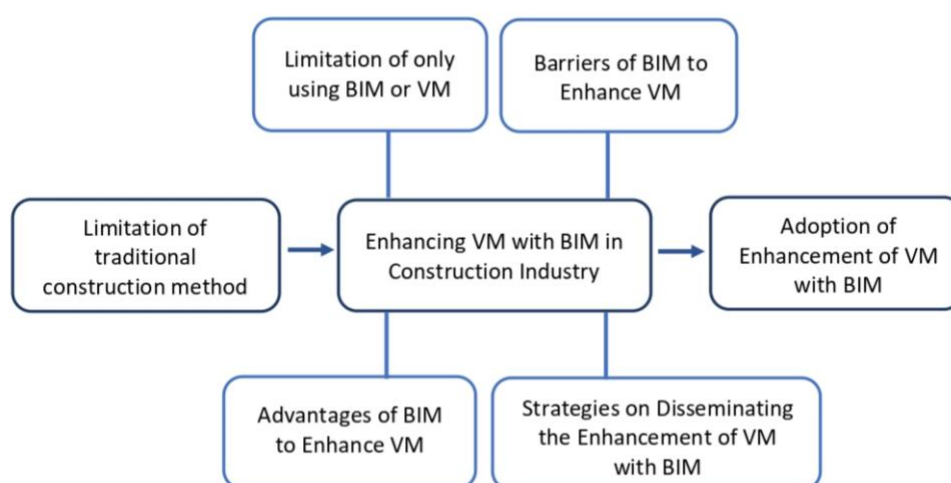 Limitation of only
using BIM or VM
Barriers of BIM to
Enhance VM
Limitation of
traditional
construction method
Enhancing VM with BIM in
Construction Industry
Adoption of
Enhancement of VM
with BIM
Advantages of BIM
to Enhance VM
Strategies on Disseminating
the Enhancement of VM
with BIM